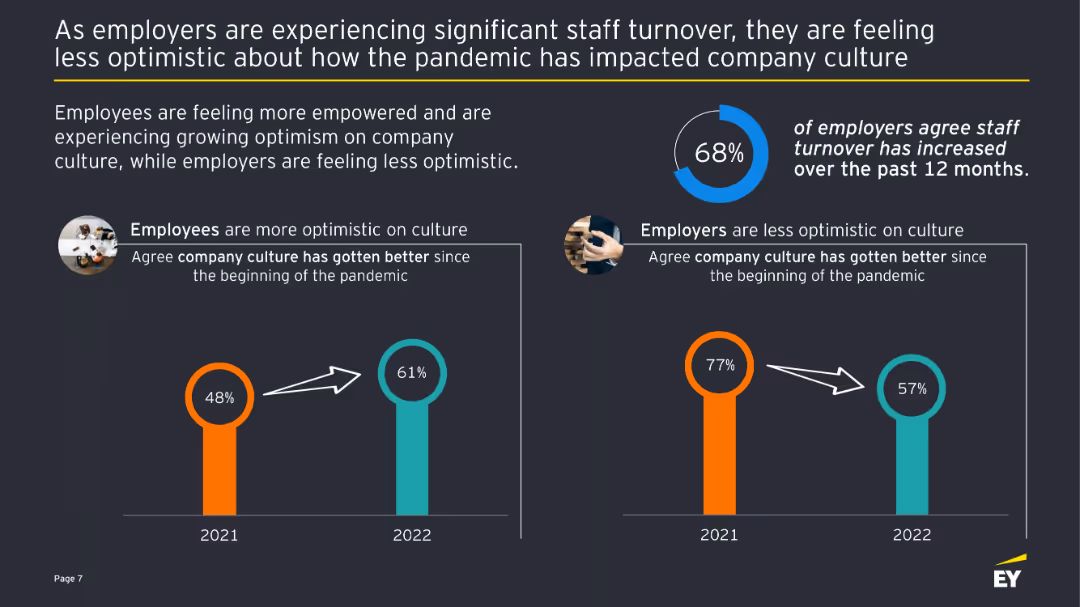 As employers are experiencing significant staff turnover, they are feeling
less optimistic about how the pandemic has impacted company culture
Employees are feeling more empowered and are
experiencing growing optimism on company
culture, while employers are feeling less optimistic.
68%
of employers agree staff
turnover has increased
over the past 12 months.
Employees are more optimistic on culture
Agree company culture has gotten better since
the beginning of the pandemic
48%
61%
2021
2022
Employers are less optimistic on culture
Agree company culture has gotten better since
the beginning of the pandemic
77%
57%
2021
2022
Page 7
EY